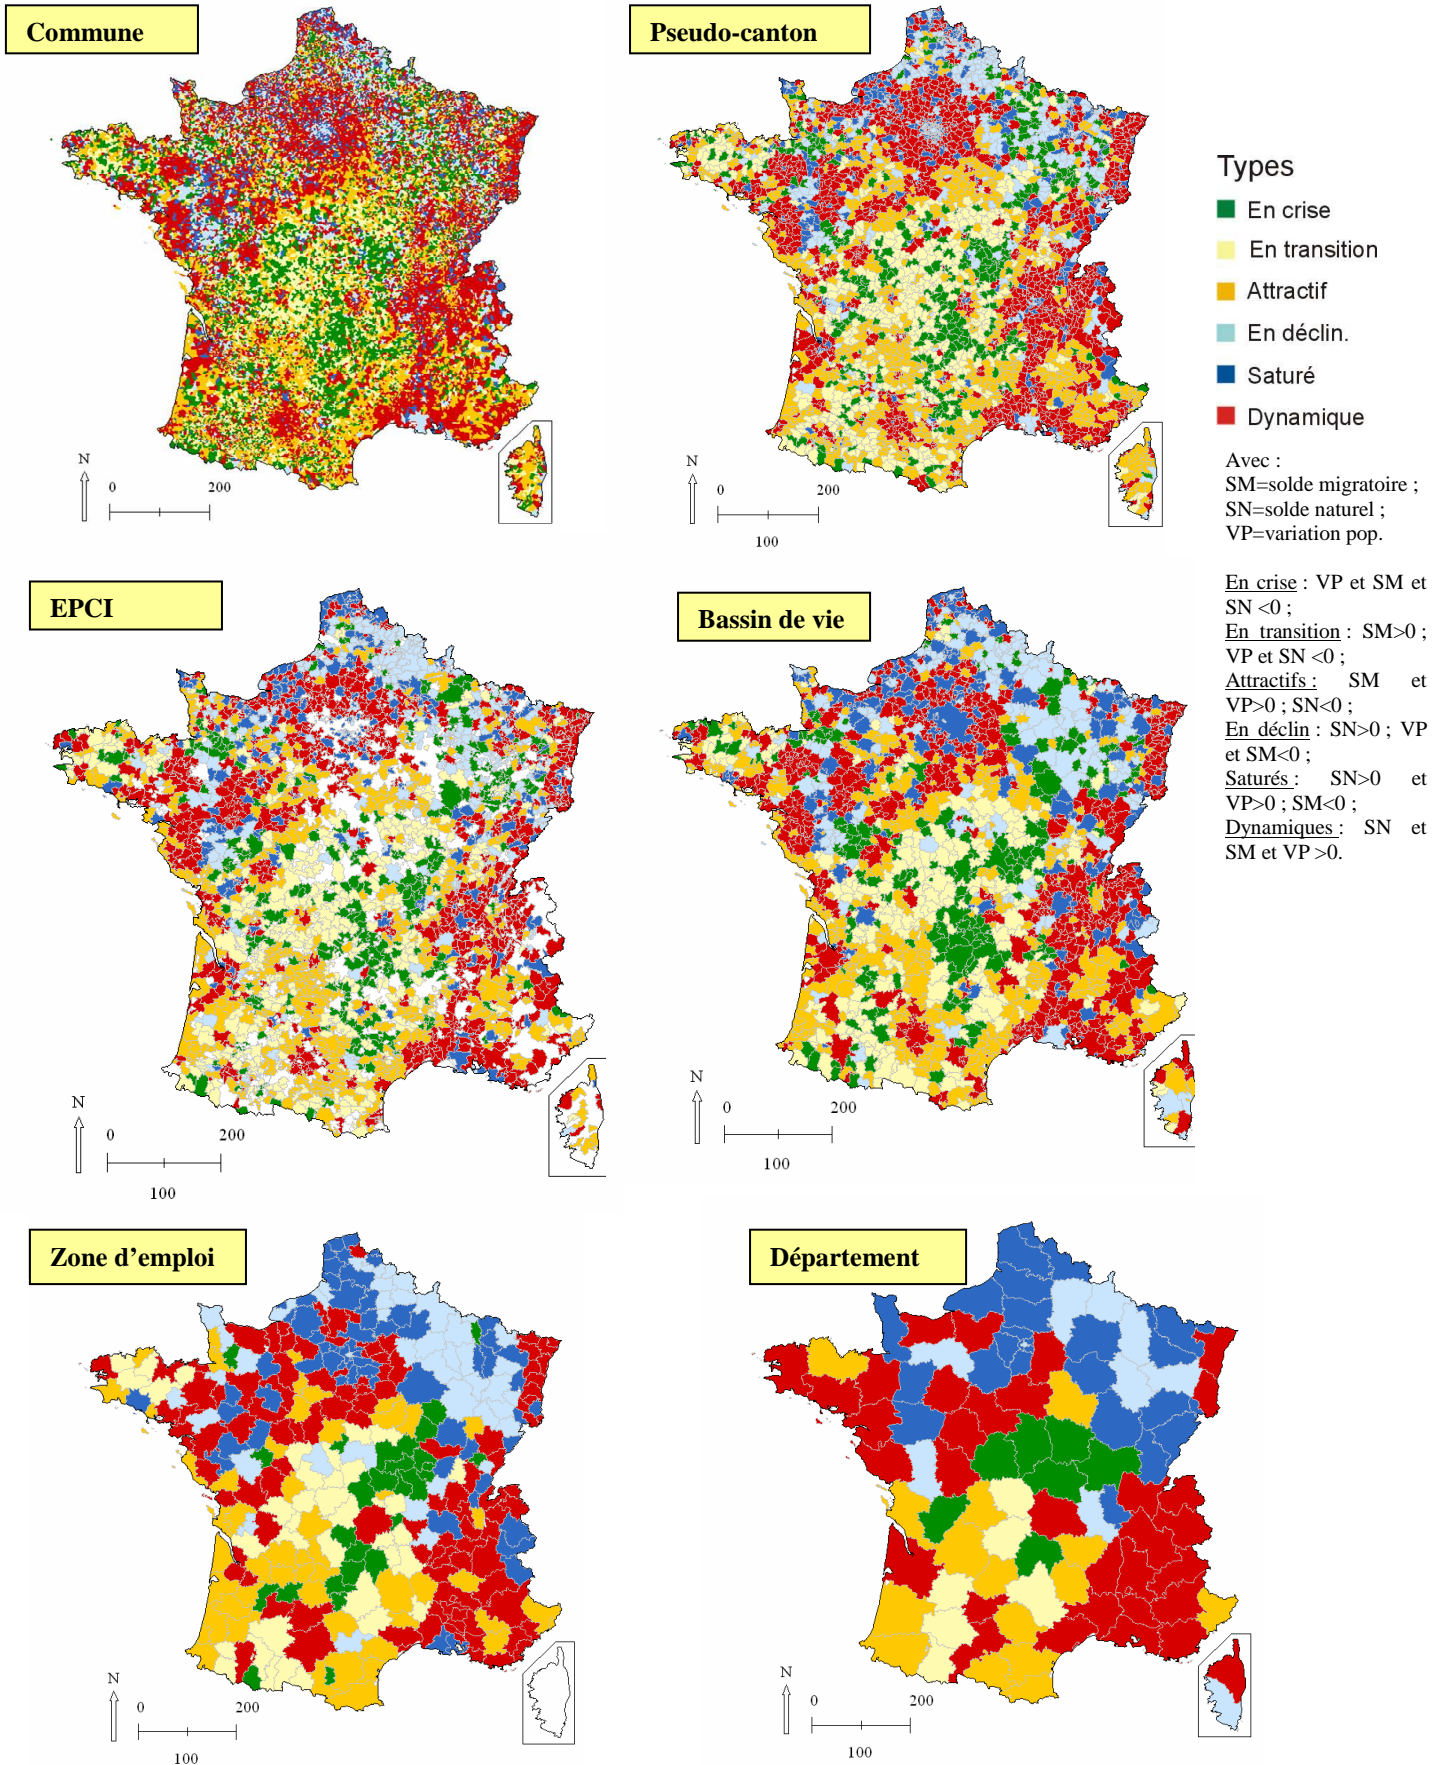 Commune
Pseudo-canton
N
0 200
N
0 200
100
Types
En crise
En transition
Attractif
En déclin.
Saturé
Dynamique
Avec :
SM=solde migratoire ;
SN=solde naturel ;
VP=variation pop.
En crise : VP et SM et
SN <0 ;
En transition : SM>0 ;
VP et SN <0 ;
Attractifs : SM et
VP>0 ; SN<0 ;
En déclin : SN>0 ; VP
et SM<0 ;
Saturés : SN>0 et
VP>0 ; SM<0 ;
Dynamiques : SN et
SM et VP >0.
EPCI
Bassin de vie
N
0 200
100
N
0 200
100
Zone d’emploi
Département
N
0 200
100
N
0 200
100